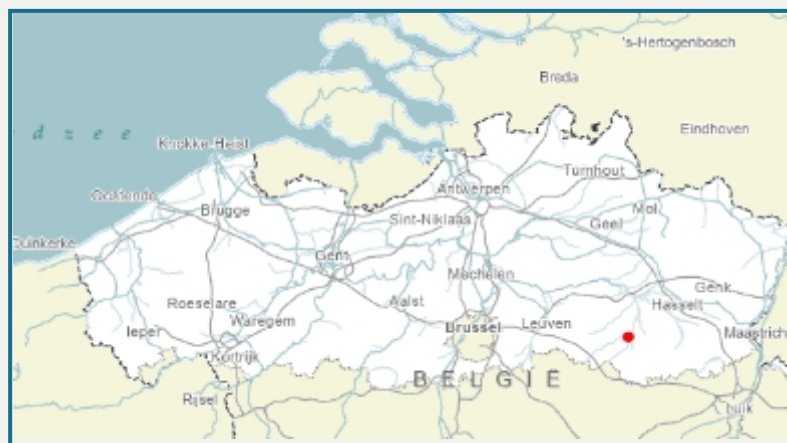 's-Hertogenbosch
Breda
d z e e
Eindhoven
Knokke-Heist
Turnhout
Antwerpen
Oostende
Mol
Brugge
Sint-Niklaas
Geel
Duinkerke
Gent
Mechelen
Genk
Roeselare
Aalst
Hasselt
Ieper
Waregem
Brussel
Leuven
Maastrich
Kortrijk
BELGIË
Rijsel
Luik